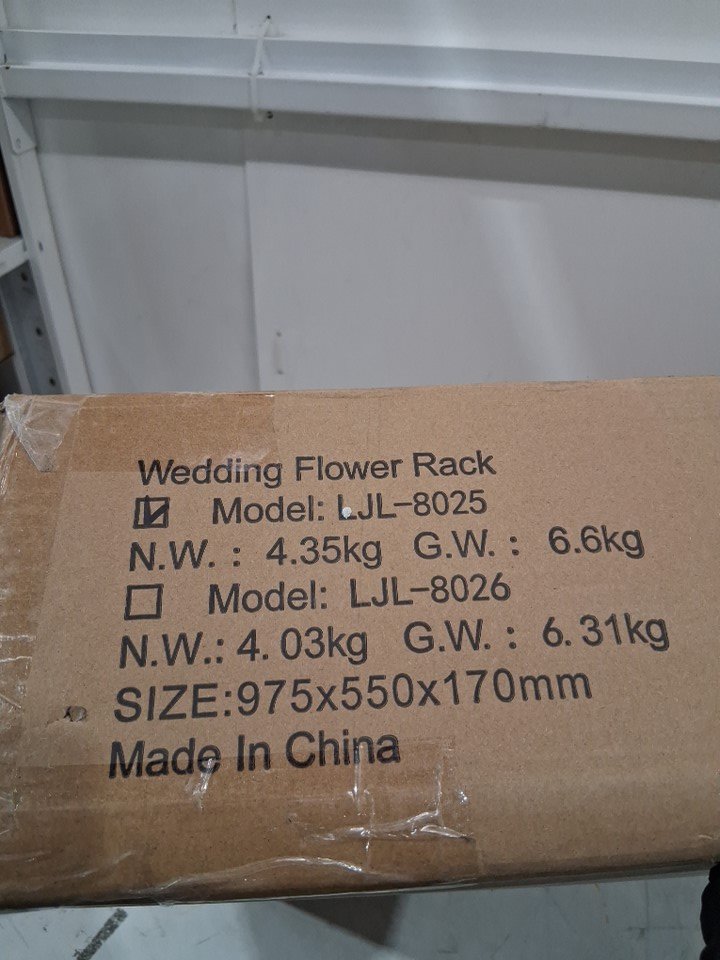 Wedding Flower Rack
☑ Model: LJL-8025
N.W. : 4.35kg G.W. : 6.6kg
☐ Model: LJL-8026
N.W.: 4.03kg G.W. : 6.31kg
SIZE:975x550x170mm
Made In China